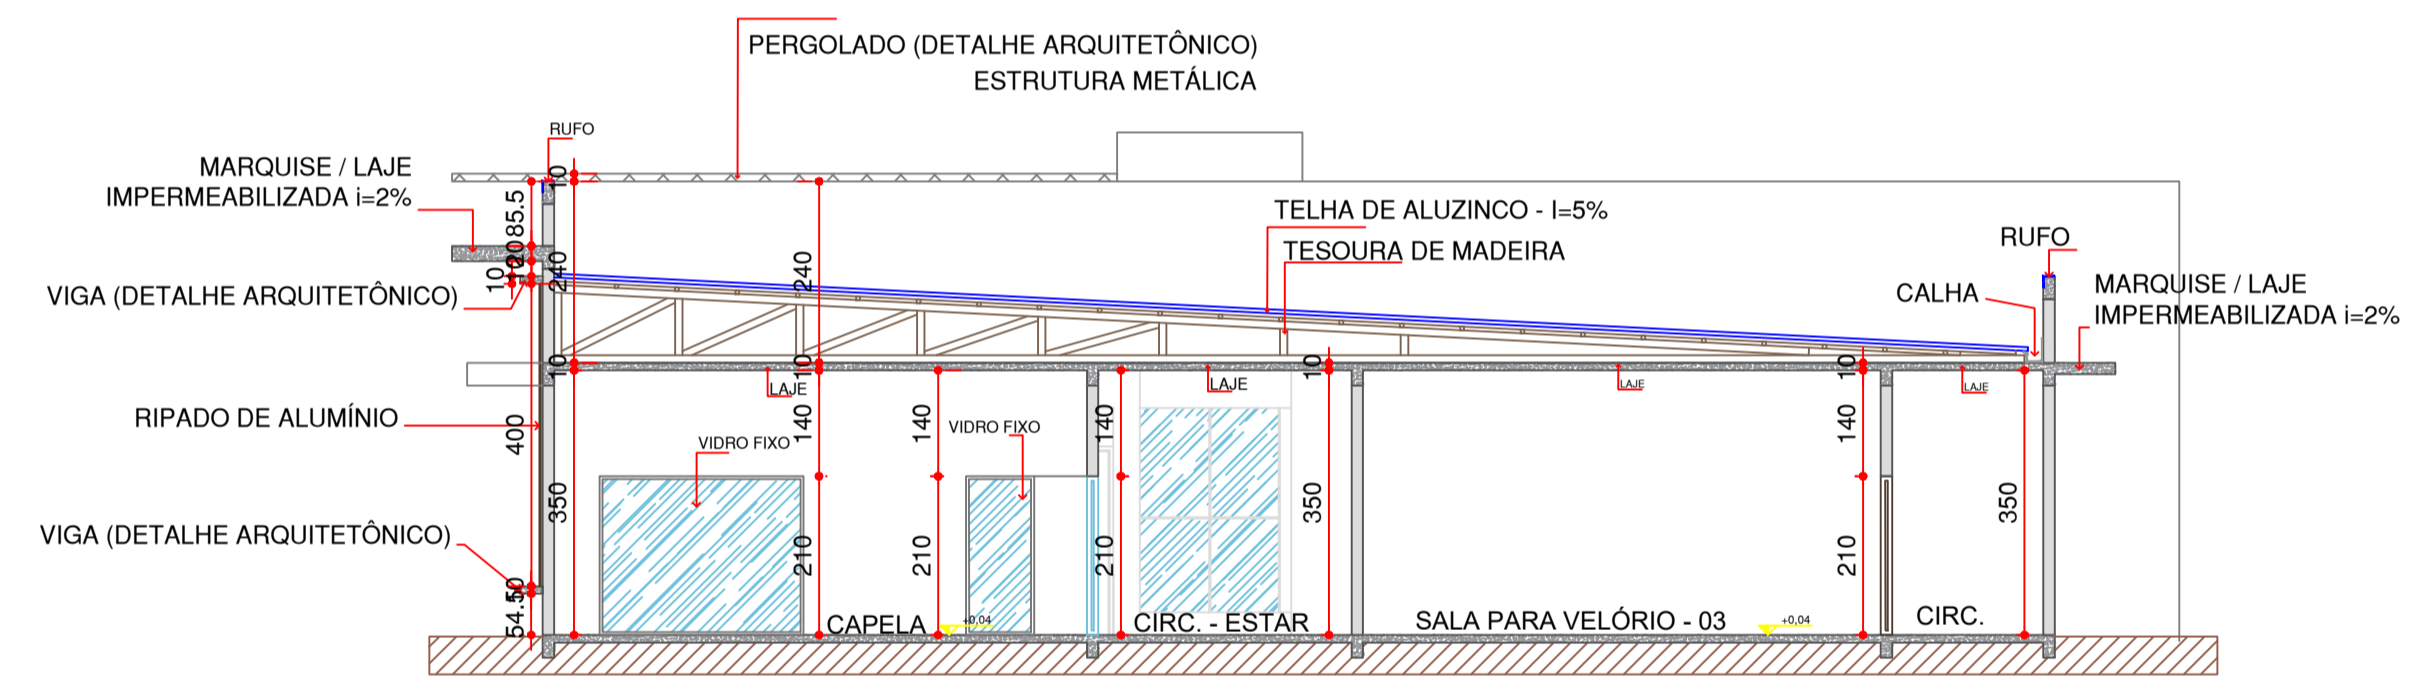 PERGOLADO (DETALHE ARQUITETÔNICO)
ESTRUTURA METÁLICA
RUFO
MARQUISE / LAJE
IMPERMEABILIZADA i=2%
10
85.5
20
10
10
VIGA (DETALHE ARQUITETÔNICO)
240
240
TELHA DE ALUZINCO - I=5%
TESOURA DE MADEIRA
RUFO
CALHA
MARQUISE / LAJE
IMPERMEABILIZADA i=2%
10
10
10
10
LAJE
LAJE
LAJE
LAJE
RIPADO DE ALUMÍNIO
400
140
140
140
140
VIDRO FIXO
VIDRO FIXO
350
350
350
VIGA (DETALHE ARQUITETÔNICO)
210
210
210
210
54.5
CAPELA
+0,04
CIRC. - ESTAR
SALA PARA VELÓRIO - 03
+0,04
CIRC.